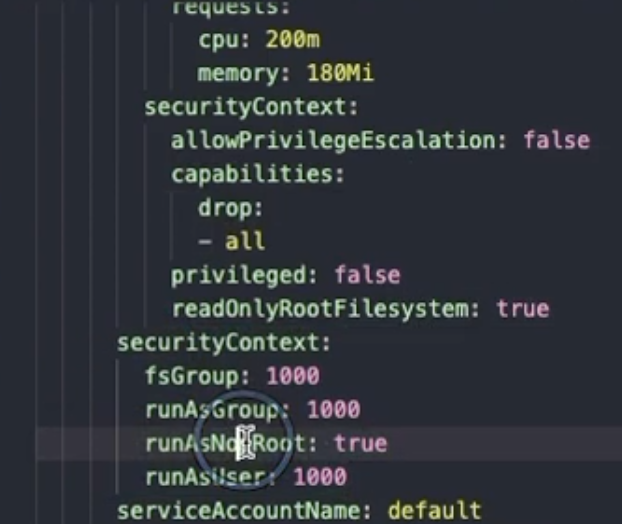 requests:
cpu: 200m
memory: 180Mi
securityContext:
allowPrivilegeEscalation: false
capabilities:
drop:
- all
privileged: false
readOnlyRootFilesystem: true
securityContext:
fsGroup: 1000
runAsGroup: 1000
runAsNonRoot: true
runAsUser: 1000
serviceAccountName: default